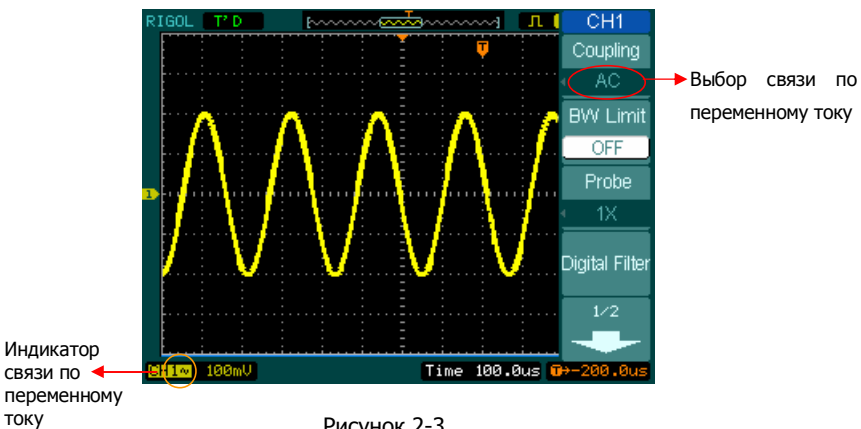 RIGOL T'D CH1
Coupling
AC
Выбор связи по
переменному току
BW Limit
OFF
Probe
1X
1
Digital Filter
1/2
CH1~ 100mV Time 100.0us T→-200.0us
Индикатор
связи по
переменному
току
Рисунок 2-3